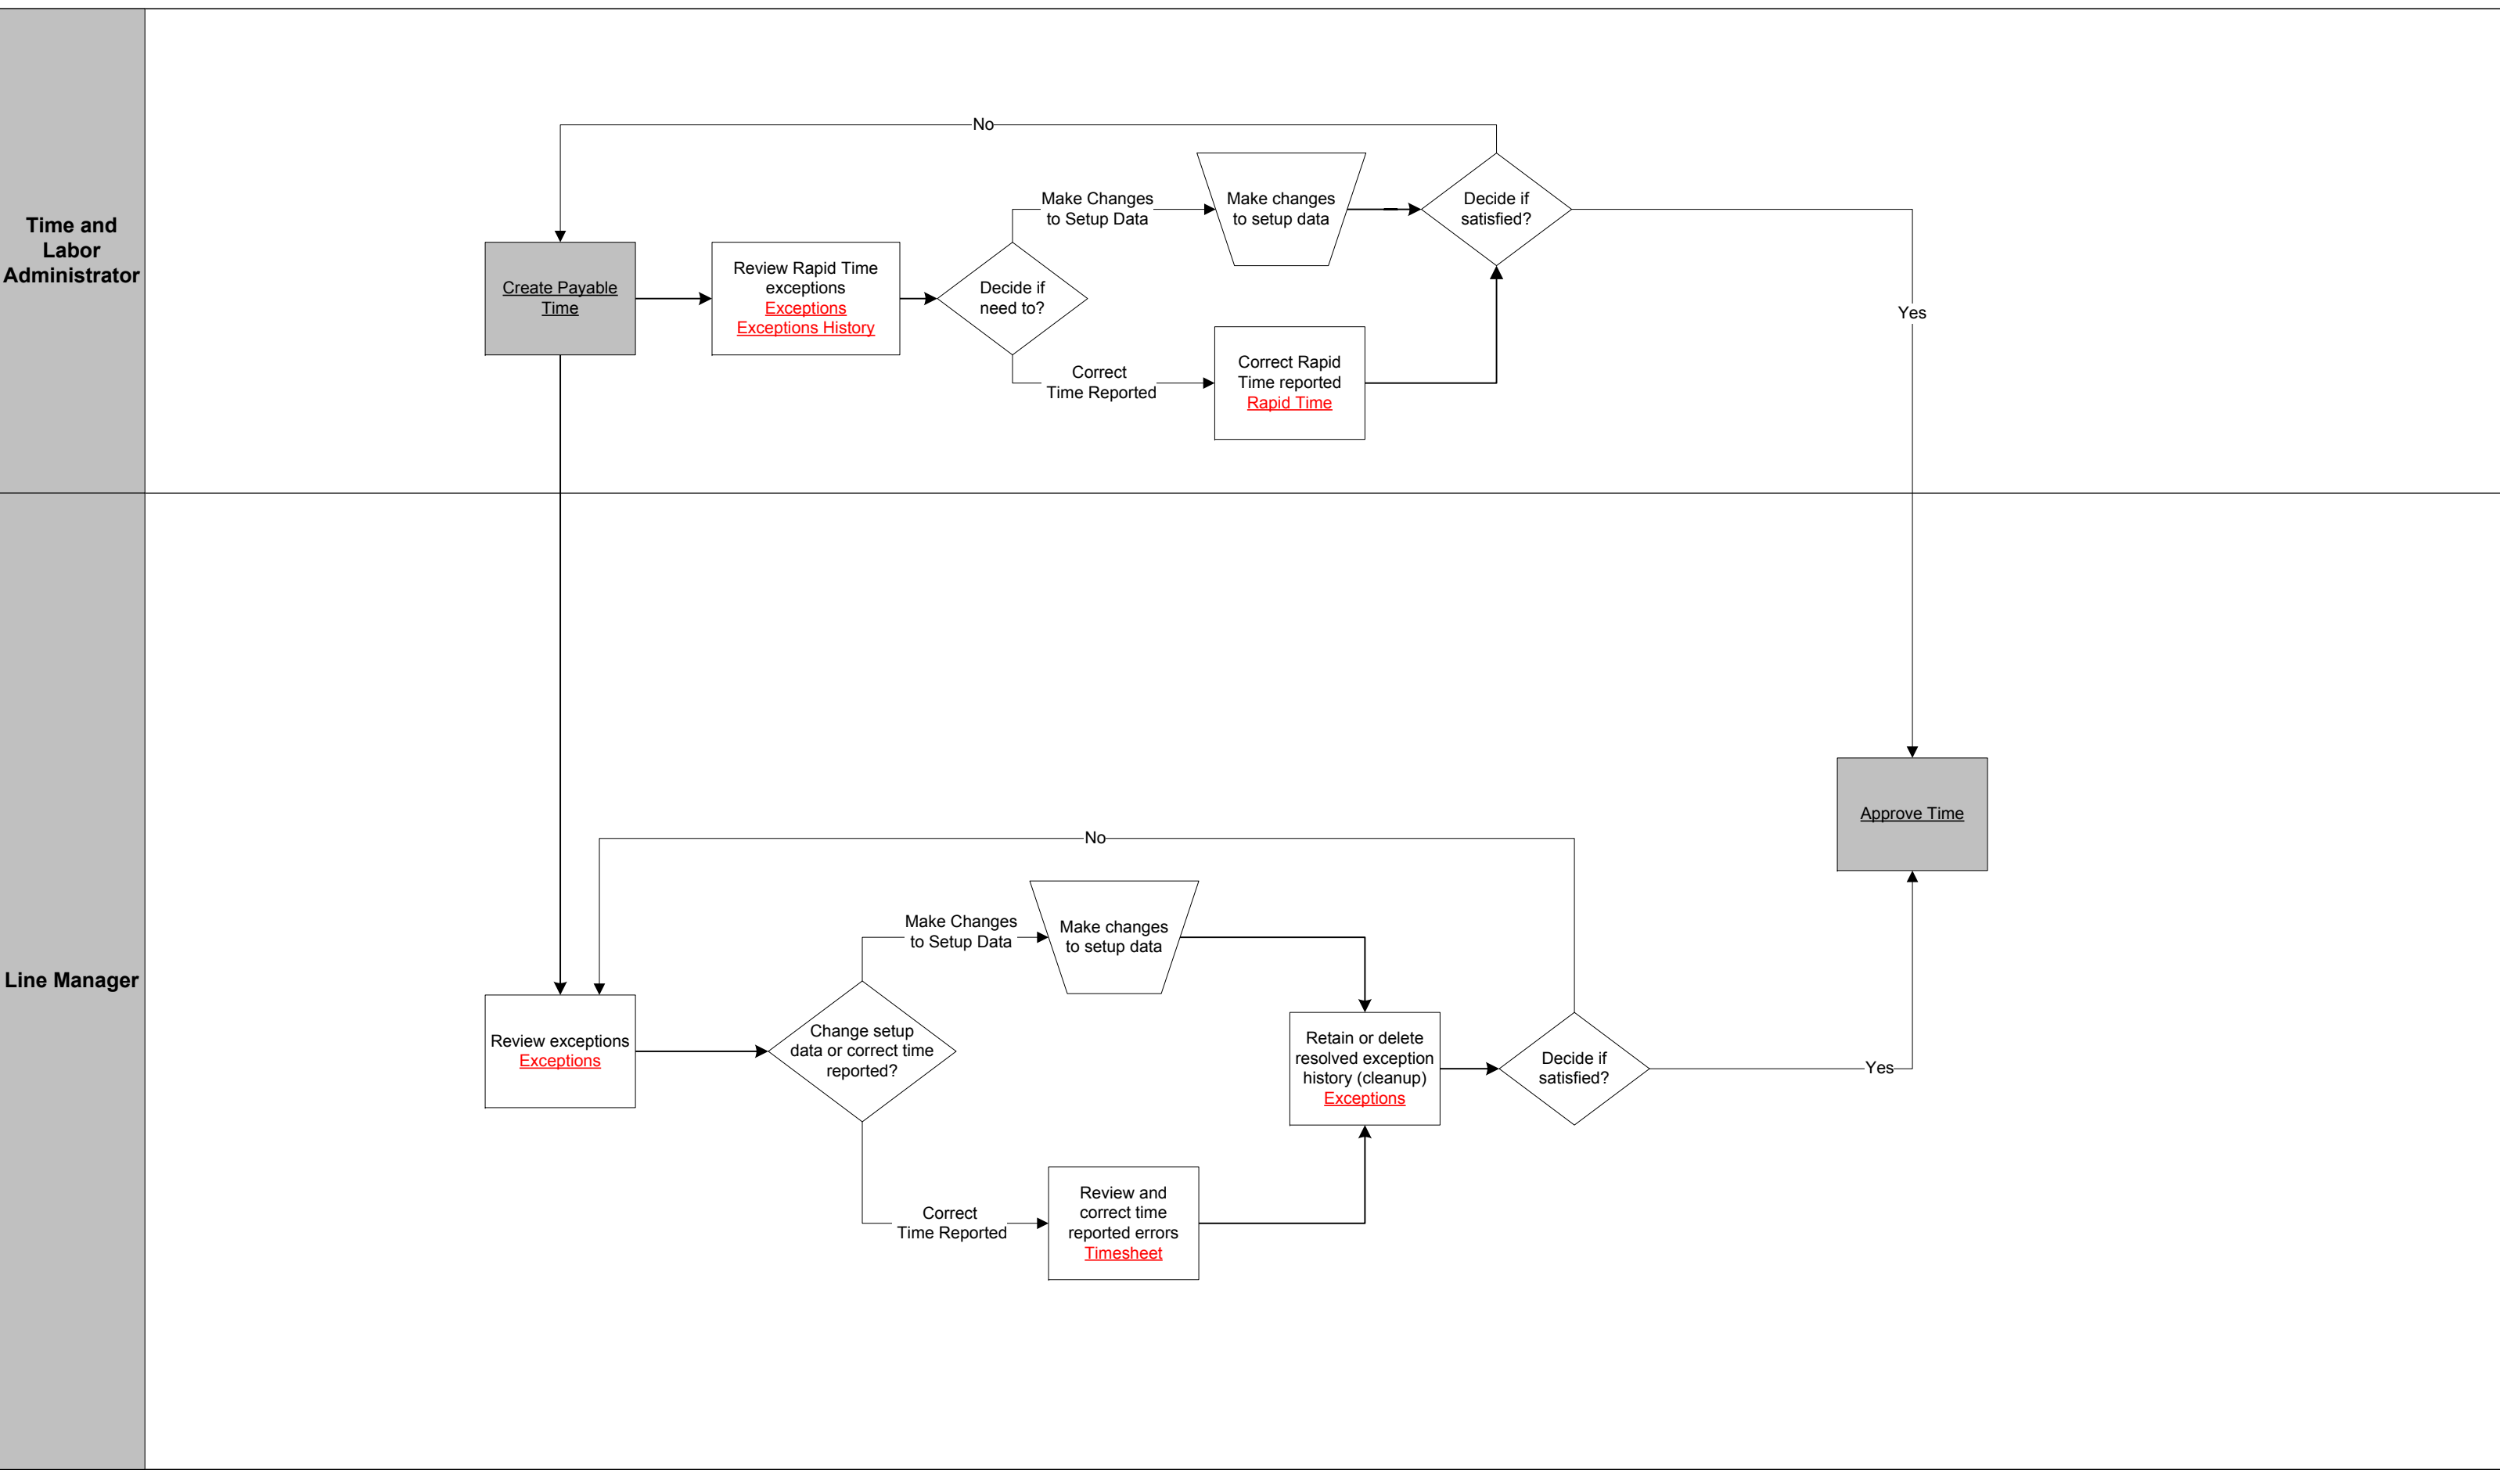 Time and
Labor
Administrator
No
Make Changes
to Setup Data
Make changes
to setup data
Decide if
satisfied?
Create Payable
Time
Review Rapid Time
exceptions
Exceptions
Exceptions History
Decide if
need to?
Yes
Correct
Time Reported
Correct Rapid
Time reported
Rapid Time
Line Manager
Approve Time
No
Make Changes
to Setup Data
Make changes
to setup data
Review exceptions
Exceptions
Change setup
data or correct time
reported?
Retain or delete
resolved exception
history (cleanup)
Exceptions
Decide if
satisfied?
Yes
Correct
Time Reported
Review and
correct time
reported errors
Timesheet